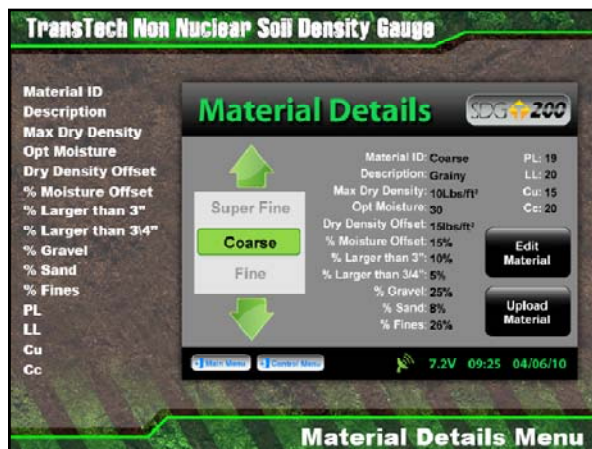 TransTech Non Nuclear Soil Density Gauge
Material ID
Description
Max Dry Density
Opt Moisture
Dry Density Offset
% Moisture Offset
% Larger than 3"
% Larger than 3\4"
% Gravel
% Sand
% Fines
PL
LL
Cu
Cc
Material Details
SDG 200
Super Fine
Coarse
Fine
Material ID: Coarse PL: 19
Description: Grainy LL: 20
Max Dry Density: 10Lbs/ft³ Cu: 15
Opt Moisture: 30 Cc: 20
Dry Density Offset: 15lbs/ft³
% Moisture Offset: 15%
% Larger than 3": 10%
% Larger than 3/4": 5%
% Gravel: 25%
% Sand: 8%
% Fines: 26%
Edit
Material
Upload
Material
Main Menu Control Menu 7.2V 09:25 04/06/10
Material Details Menu